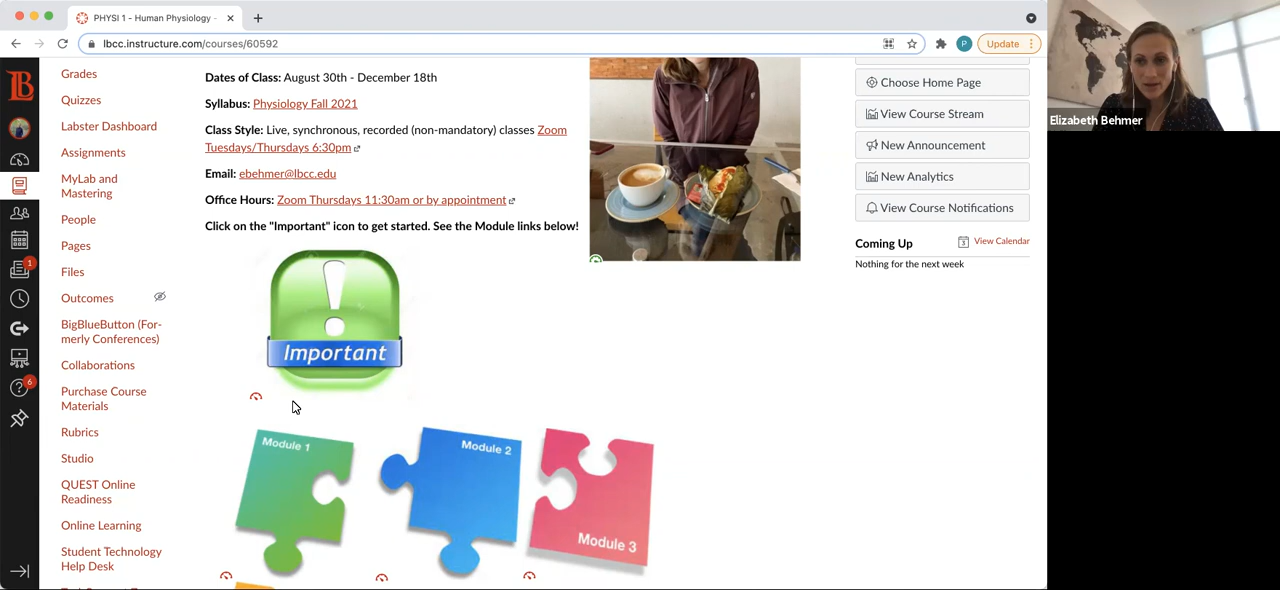 PHYSI 1 - Human Physiology -
lbcc.instructure.com/courses/60592
P
Update
Elizabeth Behmer
Grades
Quizzes
Labster Dashboard
Assignments
MyLab and
Mastering
People
Pages
Files
Outcomes
BigBlueButton (For-
merly Conferences)
Collaborations
Purchase Course
Materials
Rubrics
Studio
QUEST Online
Readiness
Online Learning
Student Technology
Help Desk
1
6
Dates of Class: August 30th - December 18th
Syllabus: Physiology Fall 2021
Class Style: Live, synchronous, recorded (non-mandatory) classes Zoom
Tuesdays/Thursdays 6:30pm
Email: ebehmer@lbcc.edu
Office Hours: Zoom Thursdays 11:30am or by appointment
Click on the "Important" icon to get started. See the Module links below!
!
Important
Module 1
Module 2
Module 3
Choose Home Page
View Course Stream
New Announcement
New Analytics
View Course Notifications
Coming Up
3
View Calendar
Nothing for the next week